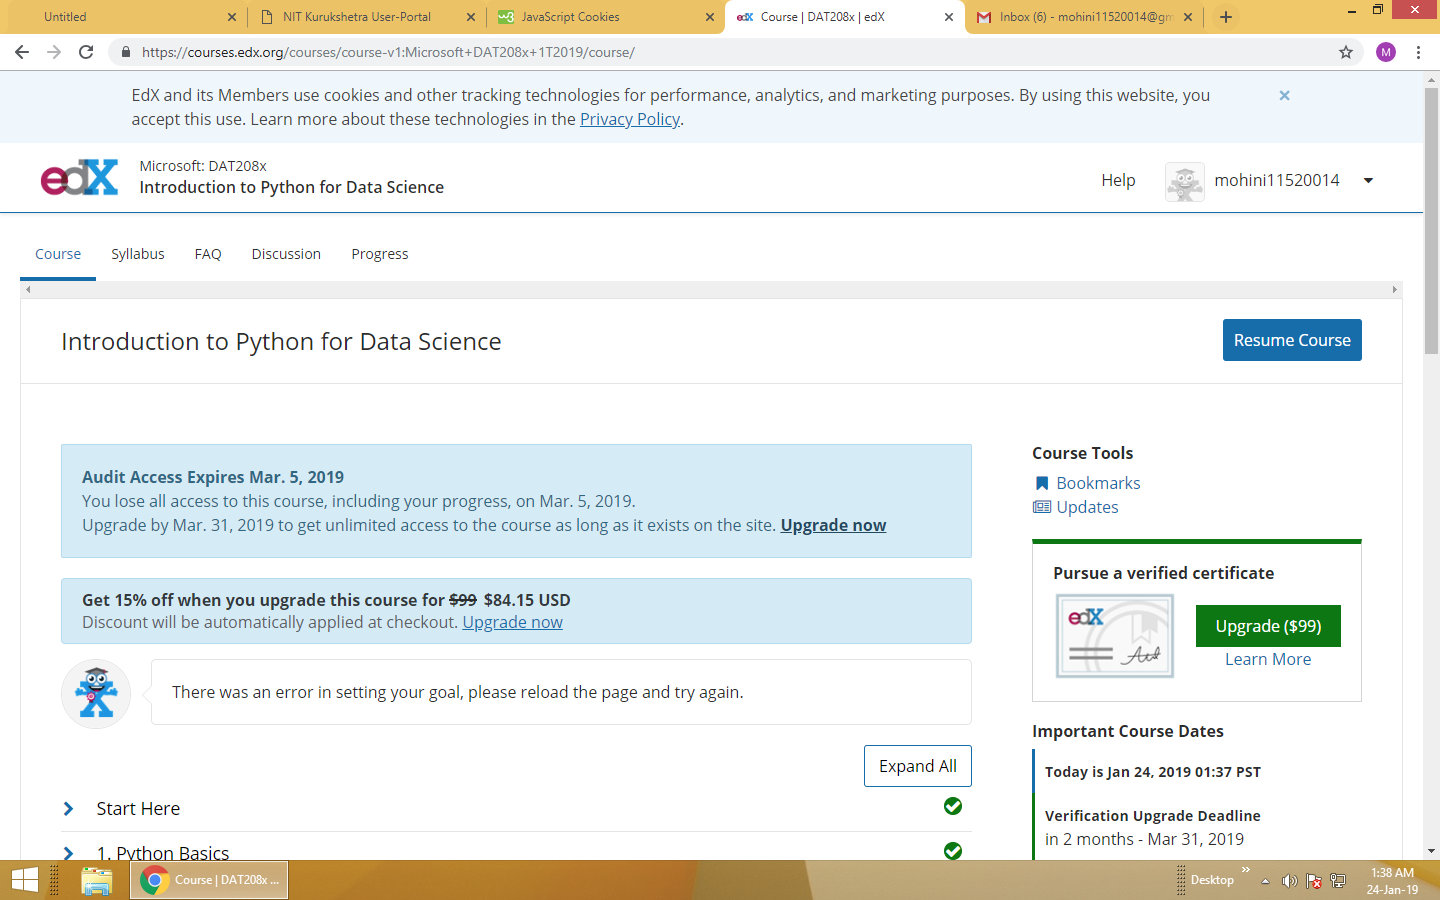 Untitled
NIT Kurukshetra User-Portal
JavaScript Cookies
edX Course | DAT208x | edX
Inbox (6) - mohini11520014@gm
https://courses.edx.org/courses/course-v1:Microsoft+DAT208x+1T2019/course/
M
EdX and its Members use cookies and other tracking technologies for performance, analytics, and marketing purposes. By using this website, you
accept this use. Learn more about these technologies in the Privacy Policy.
edX
Microsoft: DAT208x
Introduction to Python for Data Science
Help
mohini11520014
Course
Syllabus
FAQ
Discussion
Progress
Introduction to Python for Data Science
Resume Course
Audit Access Expires Mar. 5, 2019
You lose all access to this course, including your progress, on Mar. 5, 2019.
Upgrade by Mar. 31, 2019 to get unlimited access to the course as long as it exists on the site. Upgrade now
Get 15% off when you upgrade this course for $99 $84.15 USD
Discount will be automatically applied at checkout. Upgrade now
There was an error in setting your goal, please reload the page and try again.
Expand All
Start Here
1. Python Basics
Course Tools
Bookmarks
Updates
Pursue a verified certificate
edX
Upgrade ($99)
Learn More
Important Course Dates
Today is Jan 24, 2019 01:37 PST
Verification Upgrade Deadline
in 2 months - Mar 31, 2019
Course | DAT208x ...
Desktop
1:38 AM
24-Jan-19